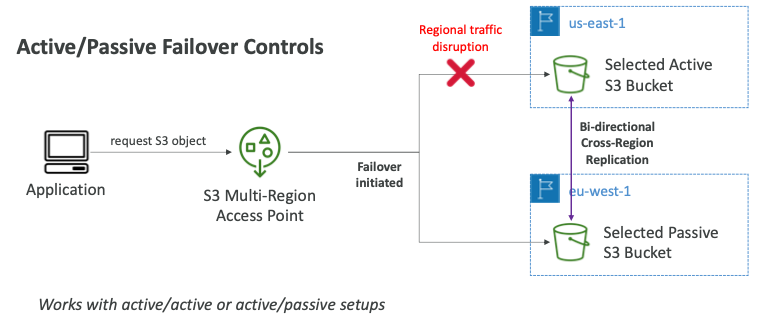 Active/Passive Failover Controls
Regional traffic
disruption
us-east-1
Selected Active
S3 Bucket
request S3 object
Application
S3 Multi-Region
Access Point
Failover
initiated
Bi-directional
Cross-Region
Replication
eu-west-1
Selected Passive
S3 Bucket
Works with active/active or active/passive setups